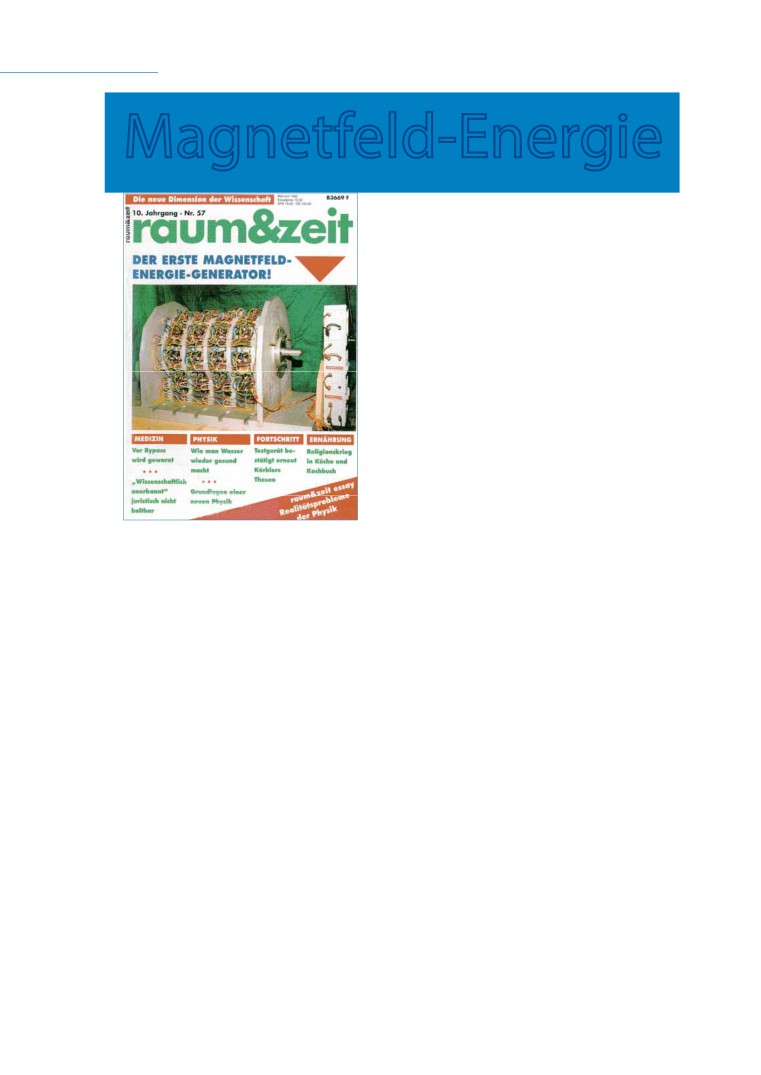 Magnetfeld-Energie
Die neue Dimension der Wissenschaft
B3669 F
raum&zeit
10. Jahrgang - Nr. 57
raum&zeit
DER ERSTE MAGNETFELD-
ENERGIE-GENERATOR!
MEDIZIN
Vor Bypass
wird gewarnt
• • •
„Wissenschaftlich
anerkannt“
juristisch nicht
haltbar
PHYSIK
Wie man Wasser
wieder gesund
macht
• • •
Grundlagen einer
neuen Physik
FORTSCHRITT
Testgerät be-
stätigt erneut
Körblers
Thesen
ERNÄHRUNG
Religionskrieg
in Küche und
Kochbuch
raum&zeit essay
Realitätsprobleme
der Physik